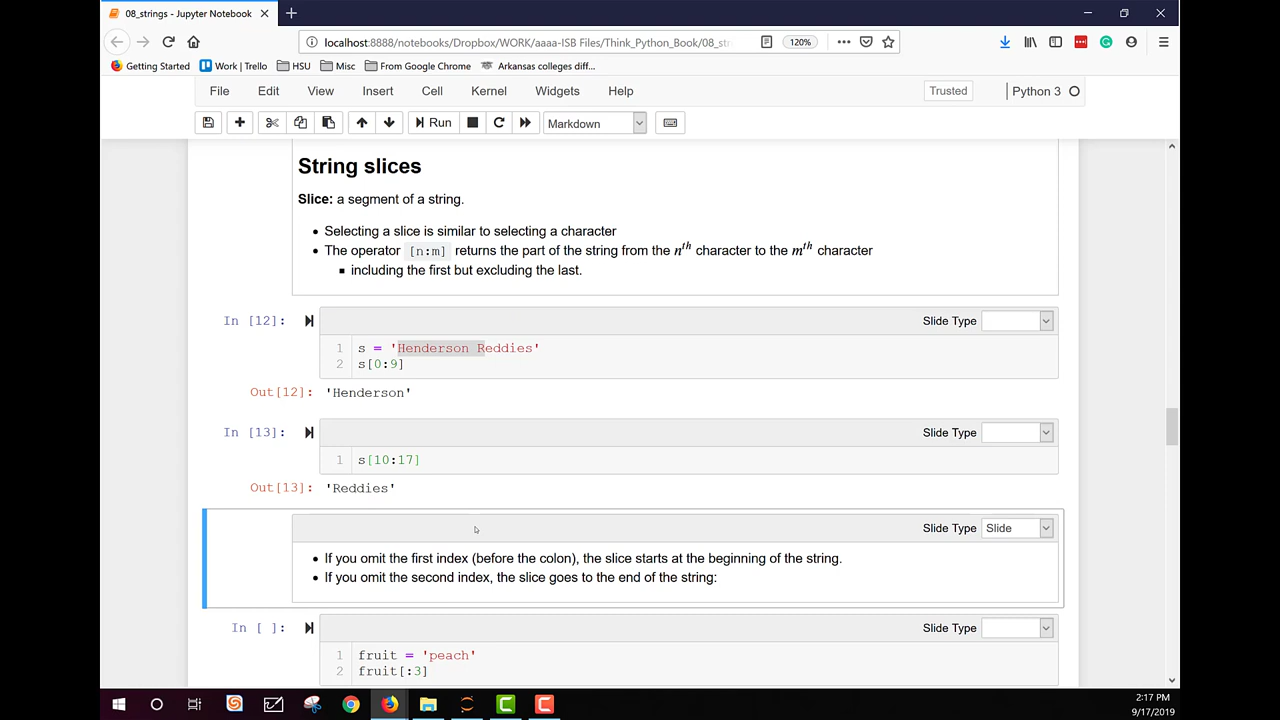 08_strings - Jupyter Notebook
localhost:8888/notebooks/Dropbox/WORK/aaaa-ISB Files/Think_Python_Book/08_str
120%
Getting Started Work | Trello HSU Misc From Google Chrome Arkansas colleges diff...
File Edit View Insert Cell Kernel Widgets Help Trusted Python 3
Run Markdown
String slices
Slice: a segment of a string.
Selecting a slice is similar to selecting a character
The operator [n:m] returns the part of the string from the nth character to the mth character
including the first but excluding the last.
In [12]: Slide Type
1 s = 'Henderson Reddies'
2 s[0:9]
Out[12]: 'Henderson'
In [13]: Slide Type
1 s[10:17]
Out[13]: 'Reddies'
Slide Type Slide
If you omit the first index (before the colon), the slice starts at the beginning of the string.
If you omit the second index, the slice goes to the end of the string:
In [ ]: Slide Type
1 fruit = 'peach'
2 fruit[:3]
2:17 PM
9/17/2019